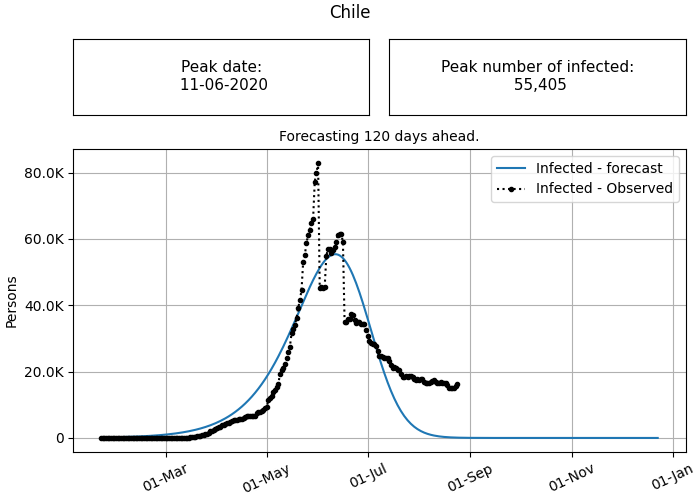 Chile
Peak date:
11-06-2020
Peak number of infected:
55,405
Forecasting 120 days ahead.
Infected - forecast
Infected - Observed
80.0K
60.0K
40.0K
20.0K
0
Persons
01-Mar
01-May
01-Jul
01-Sep
01-Nov
01-Jan